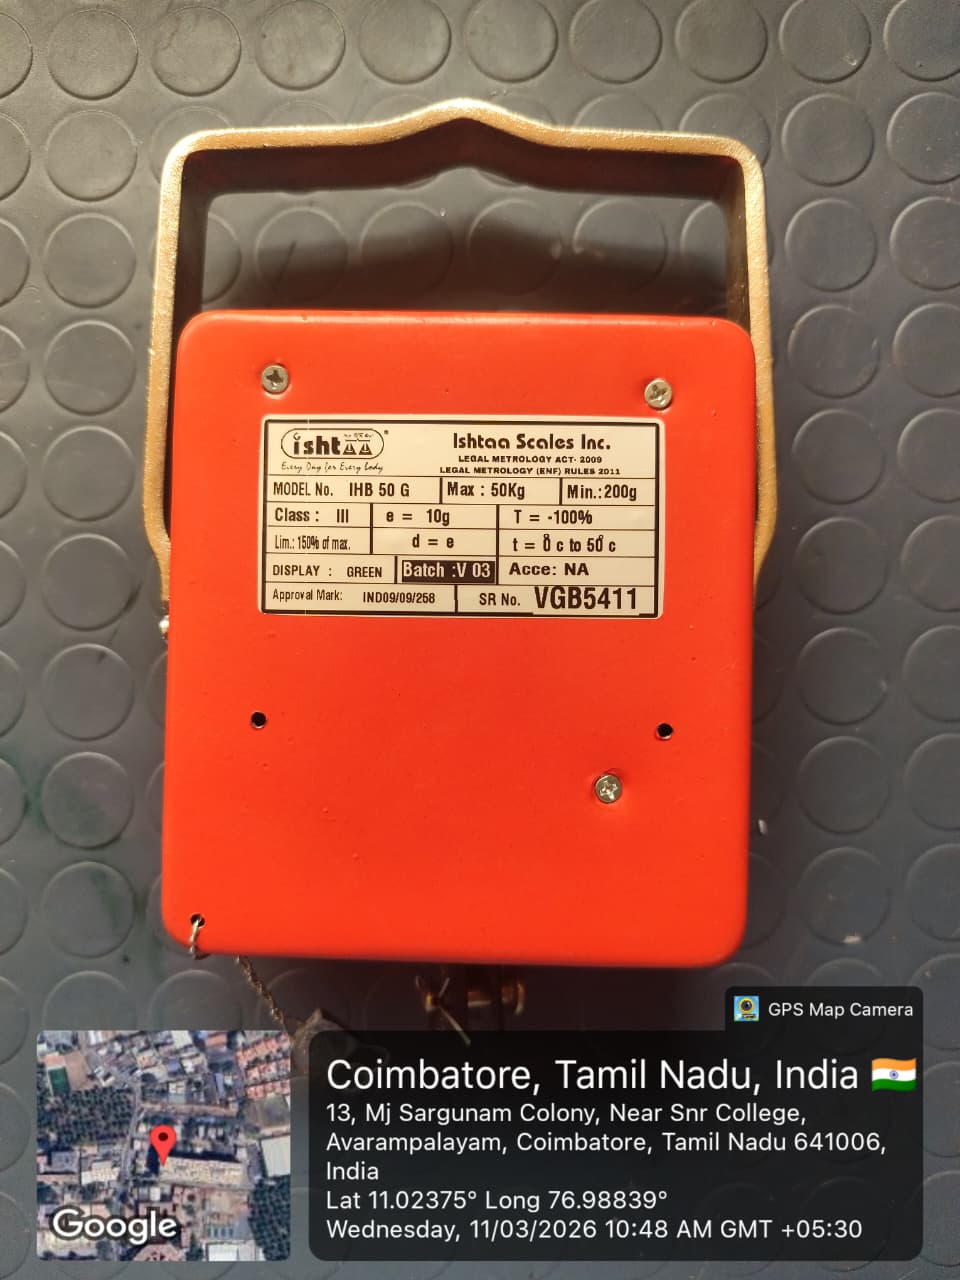 ishtaa®
Every Day for Every body
Ishtaa Scales Inc.
LEGAL METROLOGY ACT- 2009
LEGAL METROLOGY (ENF) RULES 2011
MODEL No. IHB 50 G Max : 50Kg Min.:200g
Class : III e = 10g T = -100%
Lim.: 150% of max. d = e t = 0° c to 50° c
DISPLAY : GREEN Batch :V 03 Acce: NA
Approval Mark: IND09/09/258 SR No. VGB5411
GPS Map Camera
Coimbatore, Tamil Nadu, India
13, Mj Sargunam Colony, Near Snr College,
Avarampalayam, Coimbatore, Tamil Nadu 641006,
India
Lat 11.02375° Long 76.98839°
Wednesday, 11/03/2026 10:48 AM GMT +05:30
Google